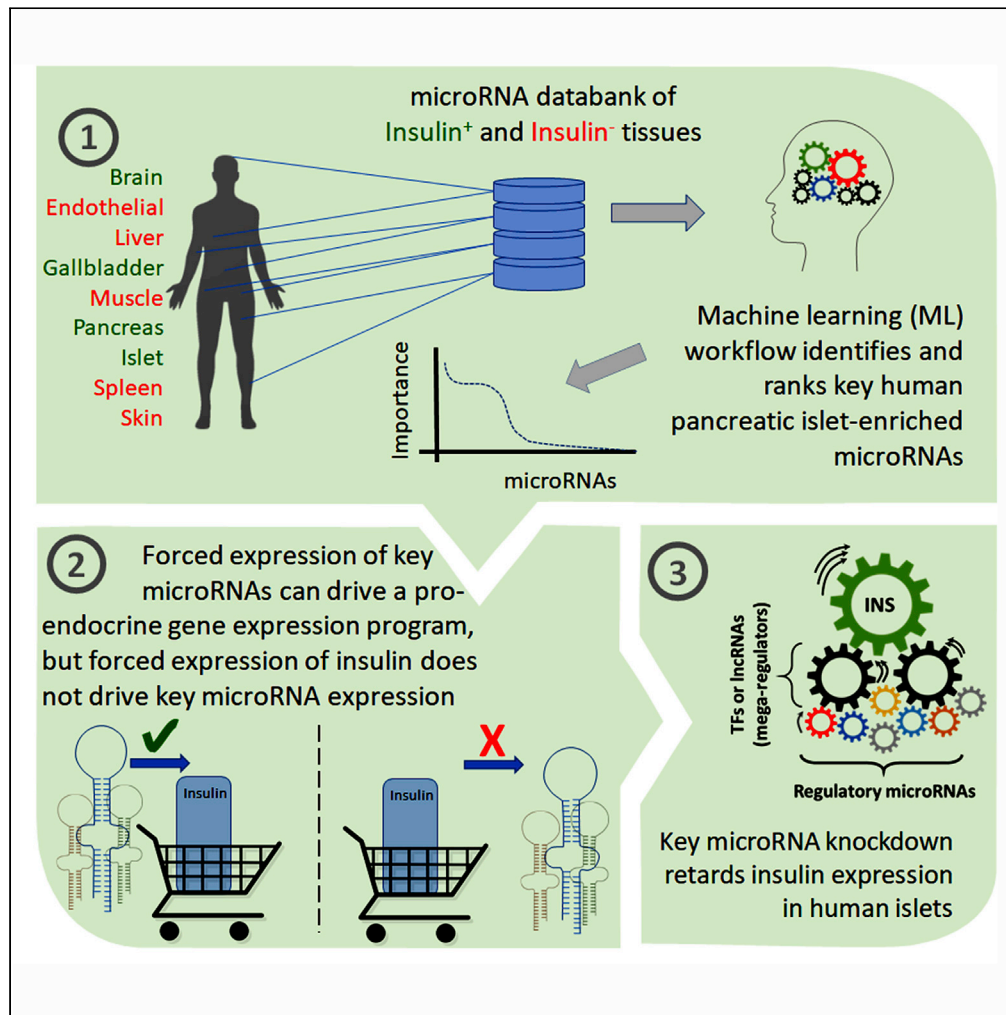 1
microRNA databank of
Insulin⁺ and Insulin⁻ tissues
Brain
Endothelial
Liver
Gallbladder
Muscle
Pancreas
Islet
Spleen
Skin
Machine learning (ML)
workflow identifies and
ranks key human
pancreatic islet-enriched
microRNAs
Importance
microRNAs
2
Forced expression of key
microRNAs can drive a pro-
endocrine gene expression program,
but forced expression of insulin does
not drive key microRNA expression
Insulin
X
Insulin
3
INS
TFs or lncRNAs
(mega-regulators)
Regulatory microRNAs
Key microRNA knockdown
retards insulin expression
in human islets